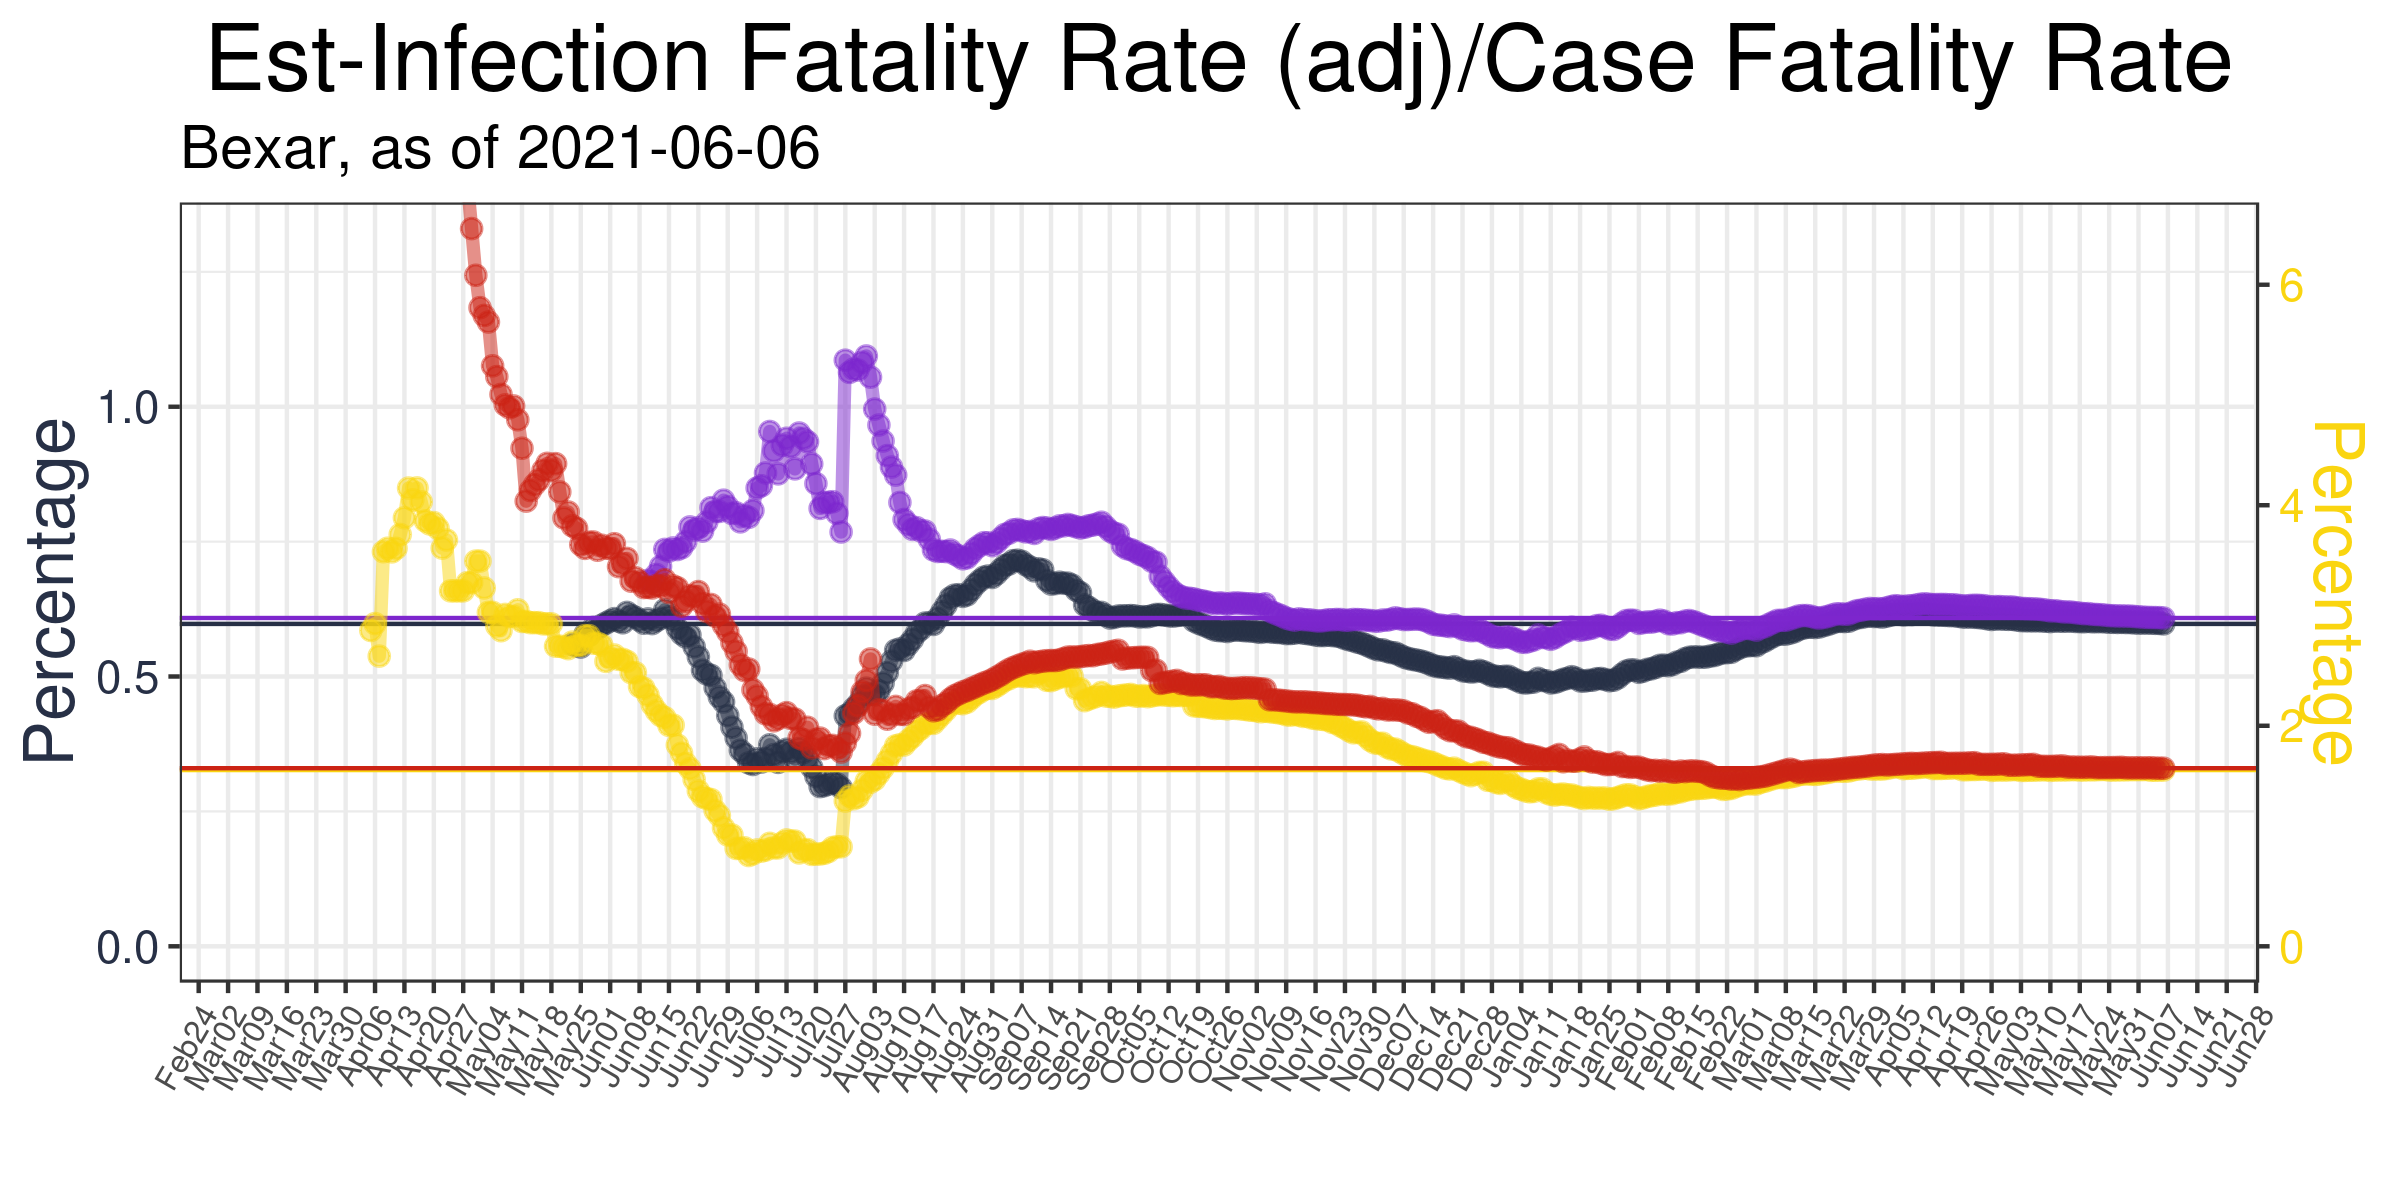 Est-Infection Fatality Rate (adj)/Case Fatality Rate
Bexar, as of 2021-06-06
Percentage
1.0
0.5
0.0
6
4
2
0
Percentage
Feb24
Mar02
Mar09
Mar16
Mar23
Mar30
Apr06
Apr13
Apr20
Apr27
May04
May11
May18
May25
Jun01
Jun08
Jun15
Jun22
Jun29
Jul06
Jul13
Jul20
Jul27
Aug03
Aug10
Aug17
Aug24
Aug31
Sep07
Sep14
Sep21
Sep28
Oct05
Oct12
Oct19
Oct26
Nov02
Nov09
Nov16
Nov23
Nov30
Dec07
Dec14
Dec21
Dec28
Jan04
Jan11
Jan18
Jan25
Feb01
Feb08
Feb15
Feb22
Mar01
Mar08
Mar15
Mar22
Mar29
Apr05
Apr12
Apr19
Apr26
May03
May10
May17
May24
May31
Jun07
Jun14
Jun21
Jun28